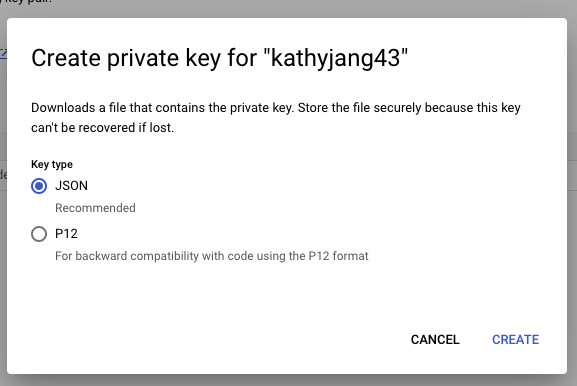 key pair.
Create private key for "kathyjang43"
Downloads a file that contains the private key. Store the file securely because this key
can't be recovered if lost.
Key type
JSON
Recommended
P12
For backward compatibility with code using the P12 format
CANCEL
CREATE